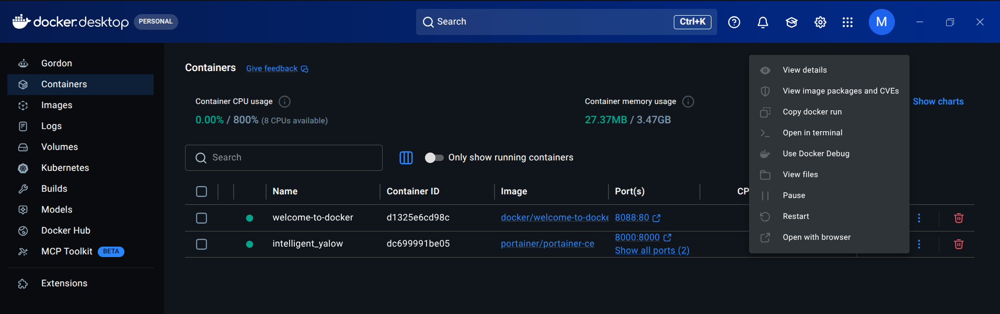 docker.desktop PERSONAL
Search Ctrl+K
M
Gordon
Containers
Images
Logs
Volumes
Kubernetes
Builds
Models
Docker Hub
MCP Toolkit BETA
Extensions
Containers Give feedback
Container CPU usage
0.00% / 800% (8 CPUs available)
Container memory usage
27.37MB / 3.47GB
Show charts
Search
Only show running containers
Name Container ID Image Port(s) CP
welcome-to-docker d1325e6cd98c docker/welcome-to-docke 8088:80
intelligent_yalow dc699991be05 portainer/portainer-ce 8000:8000
Show all ports (2)
View details
View image packages and CVEs
Copy docker run
Open in terminal
Use Docker Debug
View files
Pause
Restart
Open with browser